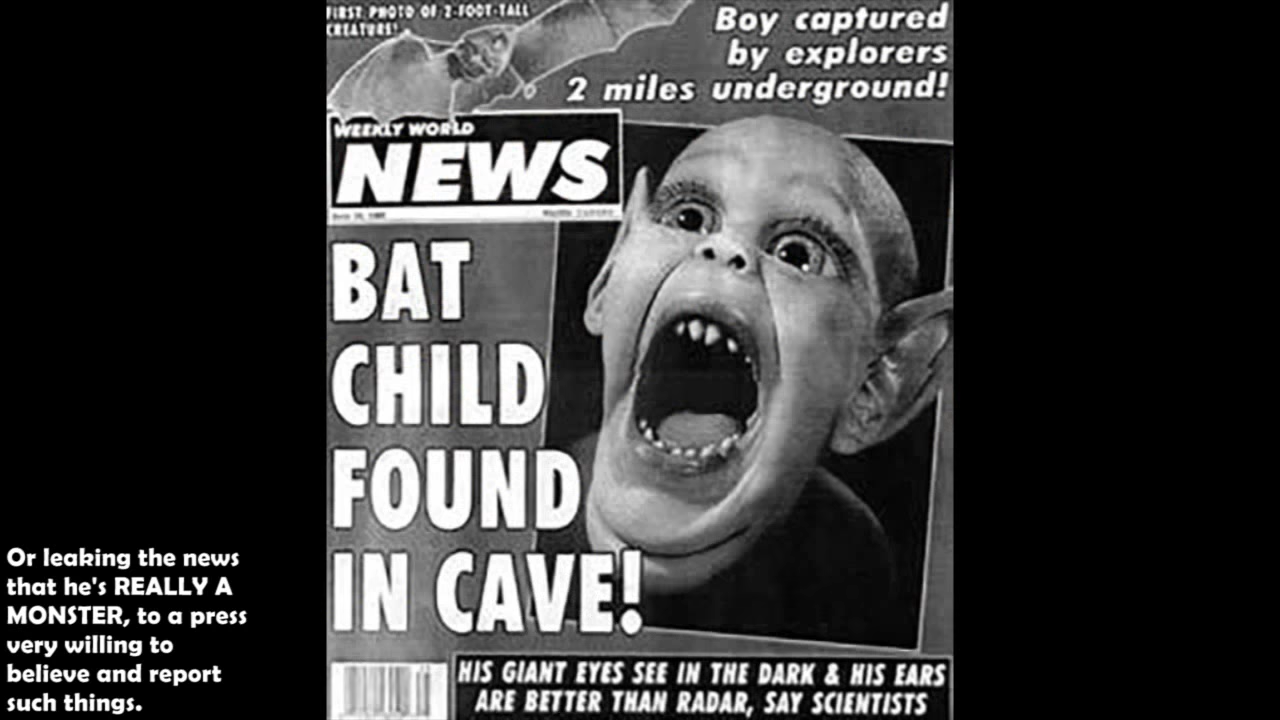 FIRST PHOTO OF 2-FOOT-TALL
CREATURE!
Boy captured
by explorers
2 miles underground!
WEEKLY WORLD
NEWS
BAT
CHILD
FOUND
IN CAVE!
HIS GIANT EYES SEE IN THE DARK & HIS EARS
ARE BETTER THAN RADAR, SAY SCIENTISTS
Or leaking the news
that he's REALLY A
MONSTER, to a press
very willing to
believe and report
such things.